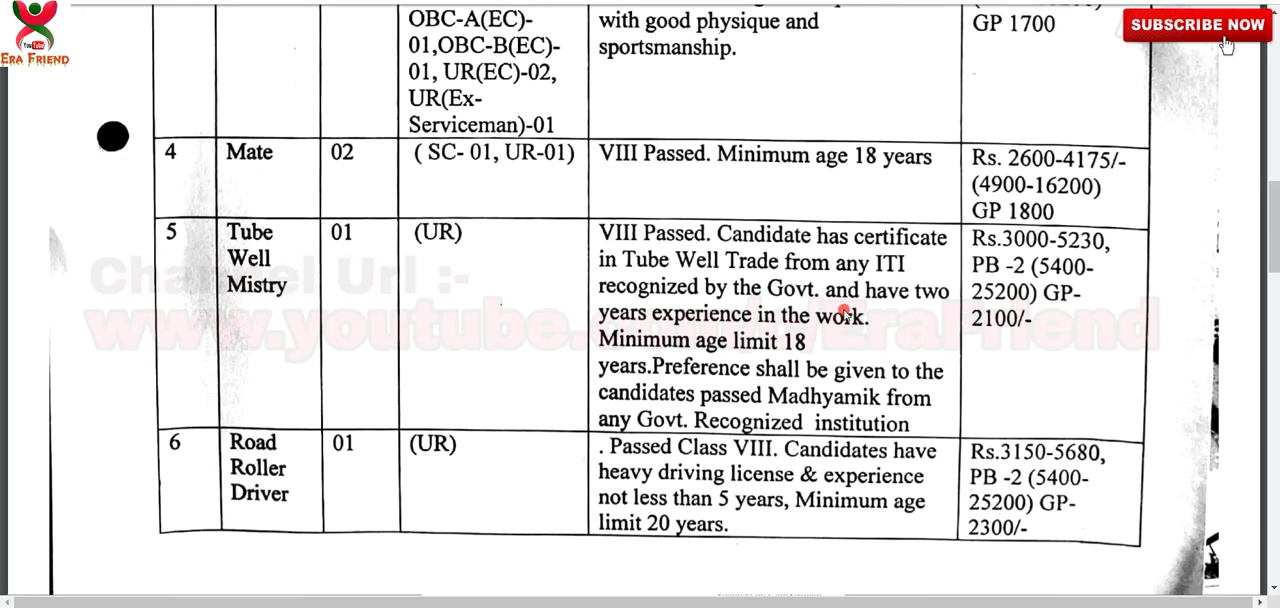 YouTube
ERA FRIEND
SUBSCRIBE NOW
OBC-A(EC)-
01,OBC-B(EC)-
01, UR(EC)-02,
UR(Ex-
Serviceman)-01
with good physique and
sportsmanship.
GP 1700
4 Mate 02 ( SC- 01, UR-01) VIII Passed. Minimum age 18 years Rs. 2600-4175/-
(4900-16200)
GP 1800
5 Tube 01 (UR) VIII Passed. Candidate has certificate Rs.3000-5230,
Well in Tube Well Trade from any ITI PB -2 (5400-
Mistry recognized by the Govt. and have two 25200) GP-
years experience in the work. 2100/-
Minimum age limit 18
years.Preference shall be given to the
candidates passed Madhyamik from
any Govt. Recognized institution
6 Road 01 (UR) . Passed Class VIII. Candidates have Rs.3150-5680,
Roller heavy driving license & experience PB -2 (5400-
Driver not less than 5 years, Minimum age 25200) GP-
limit 20 years. 2300/-
Channel Url :-
www.youtube.com/c/EraFriend